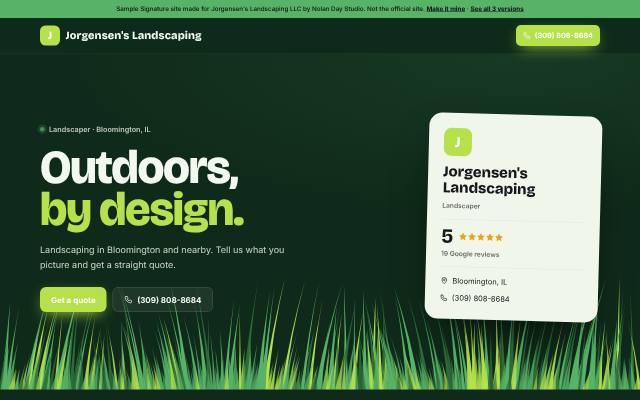 Sample Signature site made for Jorgensen's Landscaping LLC by Nolan Day Studio. Not the official site. Make it mine · See all 3 versions
J Jorgensen's Landscaping
(309) 808-8684
Landscaper · Bloomington, IL
Outdoors,
by design.
Landscaping in Bloomington and nearby. Tell us what you
picture and get a straight quote.
Get a quote
(309) 808-8684
J
Jorgensen's
Landscaping
Landscaper
5 ★★★★★
19 Google reviews
Bloomington, IL
(309) 808-8684